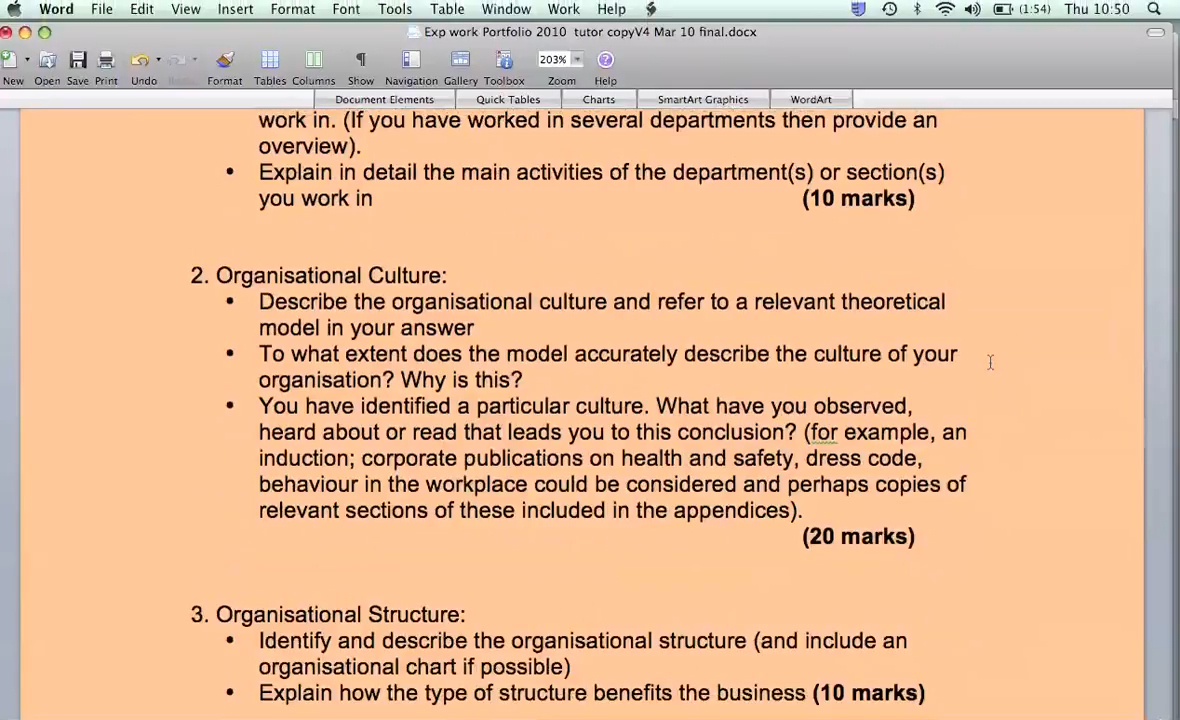 Word File Edit View Insert Format Font Tools Table Window Work Help (1:54) Thu 10:50
Exp work Portfolio 2010 tutor copyV4 Mar 10 final.docx
203%
New Open Save Print Undo Format Tables Columns Show Navigation Gallery Toolbox Zoom Help
Document Elements Quick Tables Charts SmartArt Graphics WordArt
work in. (If you have worked in several departments then provide an
overview).
• Explain in detail the main activities of the department(s) or section(s)
you work in (10 marks)
2. Organisational Culture:
• Describe the organisational culture and refer to a relevant theoretical
model in your answer
• To what extent does the model accurately describe the culture of your
organisation? Why is this?
• You have identified a particular culture. What have you observed,
heard about or read that leads you to this conclusion? (for example, an
induction; corporate publications on health and safety, dress code,
behaviour in the workplace could be considered and perhaps copies of
relevant sections of these included in the appendices).
(20 marks)
3. Organisational Structure:
• Identify and describe the organisational structure (and include an
organisational chart if possible)
• Explain how the type of structure benefits the business (10 marks)